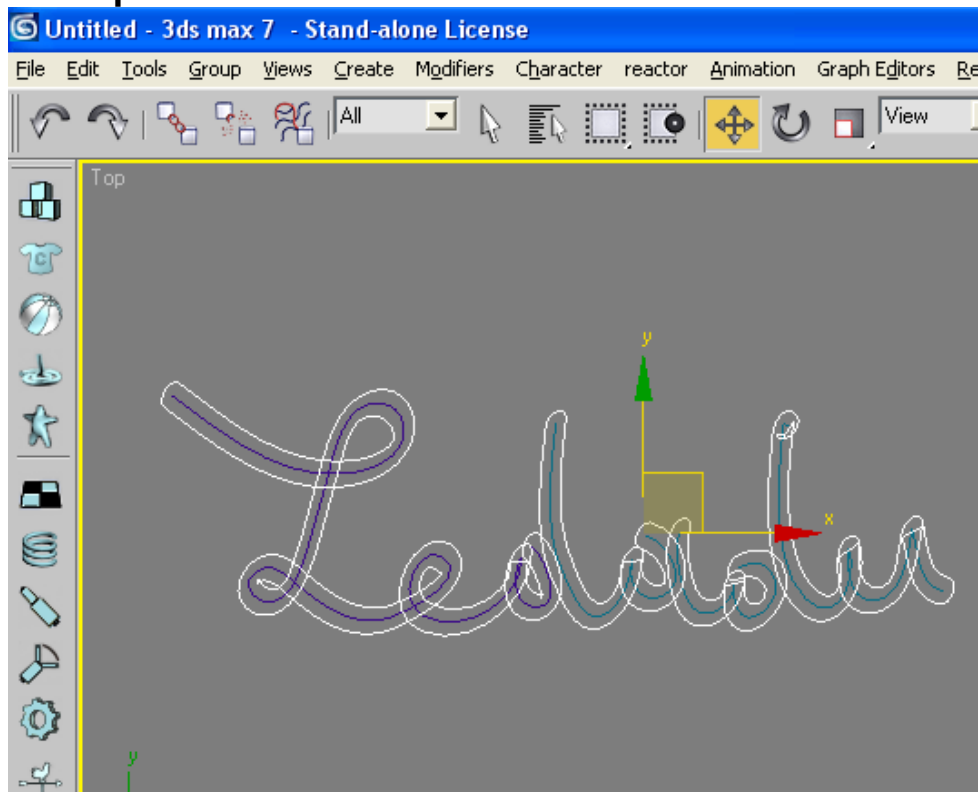 Untitled - 3ds max 7 - Stand-alone License
File Edit Tools Group Views Create Modifiers Character reactor Animation Graph Editors Re
All View
Top
y
x
y